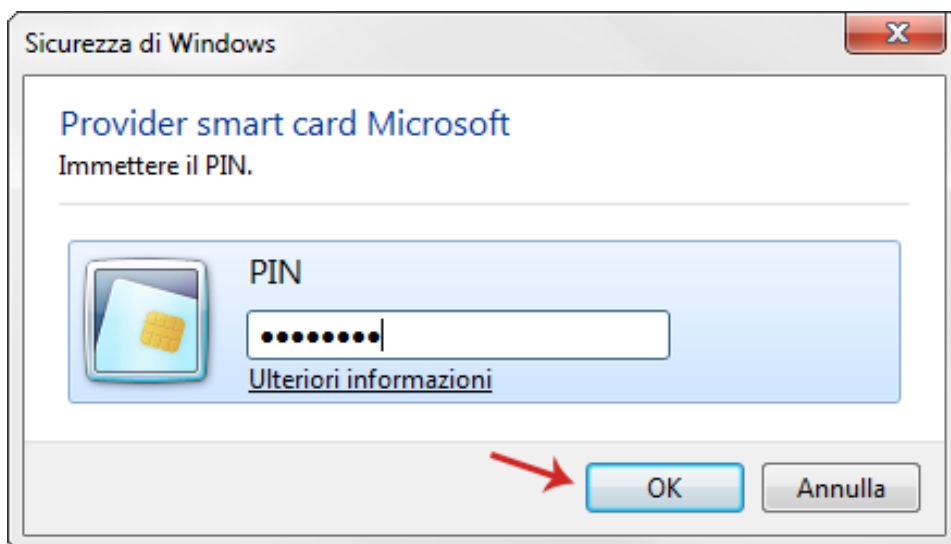 Sicurezza di Windows
Provider smart card Microsoft
Immettere il PIN.
PIN
●●●●●●●●
Ulteriori informazioni
OK
Annulla